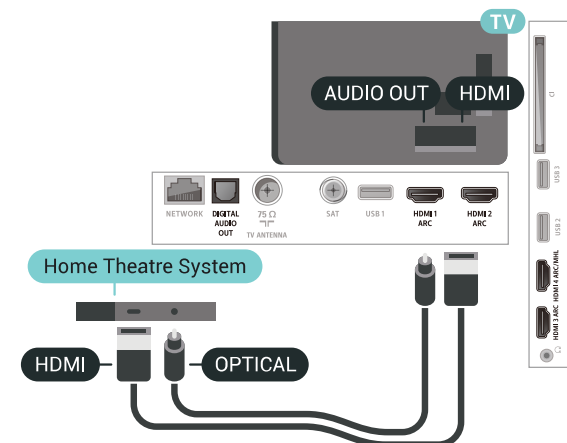 TV
AUDIO OUT
HDMI
CI
USB 3
USB 2
HDMI 4 ARC/MHL
HDMI 3 ARC
NETWORK
DIGITAL
AUDIO
OUT
75 Ω
TV ANTENNA
SAT
USB 1
HDMI 1
ARC
HDMI 2
ARC
Home Theatre System
HDMI
OPTICAL